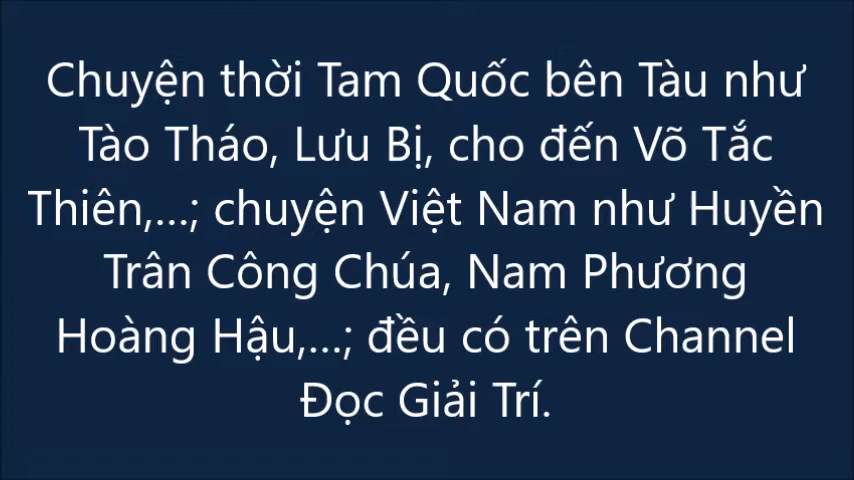 Chuyện thời Tam Quốc bên Tàu như
Tào Tháo, Lưu Bị, cho đến Võ Tắc
Thiên,...; chuyện Việt Nam như Huyền
Trân Công Chúa, Nam Phương
Hoàng Hậu,...; đều có trên Channel
Đọc Giải Trí.